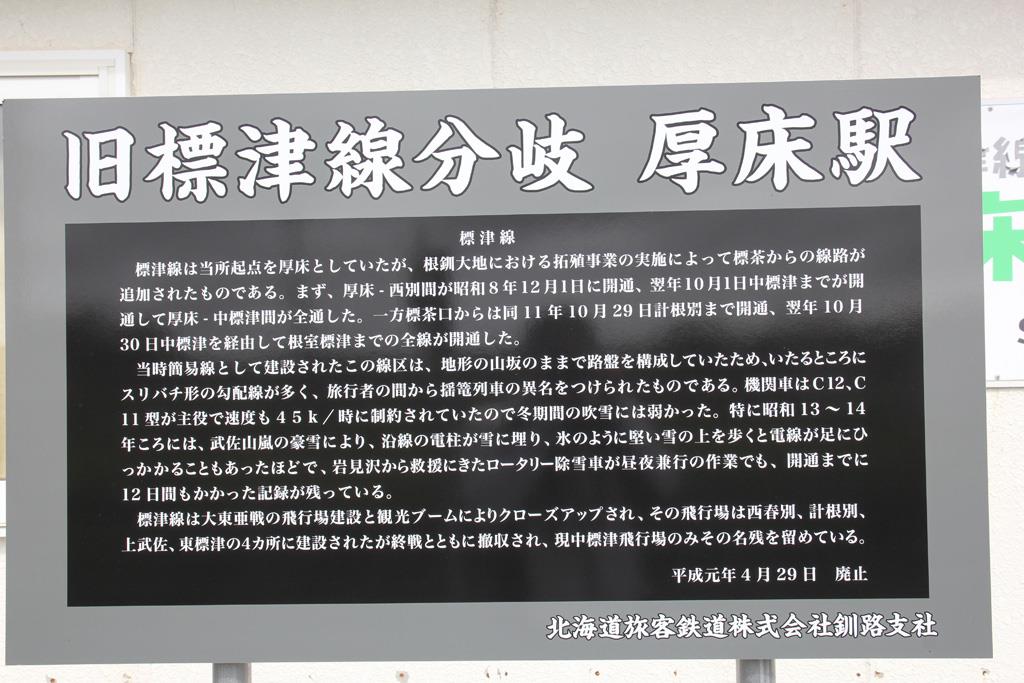 旧標津線分岐 厚床駅
標津線
標津線は当所起点を厚床としていたが、根釧大地における拓殖事業の実施によって標茶からの線路が
追加されたものである。まず、厚床-西別間が昭和8年12月1日に開通、翌年10月1日中標津までが開
通して厚床-中標津間が全通した。一方標茶口からは同11年10月29日計根別まで開通、翌年10月
30日中標津を経由して根室標津までの全線が開通した。
当時簡易線として建設されたこの線区は、地形の山坂のままで路盤を構成していたため、いたるところに
スリバチ形の勾配線が多く、旅行者の間から揺篭列車の異名をつけられたものである。機関車はC12、C
11型が主役で速度も45k/時に制約されていたので冬期間の吹雪には弱かった。特に昭和13〜14
年ころには、武佐山嵐の豪雪により、沿線の電柱が雪に埋り、氷のように堅い雪の上を歩くと電線が足にひ
っかかることもあったほどで、岩見沢から救援にきたロータリー除雪車が昼夜兼行の作業でも、開通までに
12日間もかかった記録が残っている。
標津線は大東亜戦の飛行場建設と観光ブームによりクローズアップされ、その飛行場は西春別、計根別、
上武佐、東標津の4カ所に建設されたが終戦とともに撤収され、現中標津飛行場のみその名残を留めている。
平成元年4月29日 廃止
北海道旅客鉄道株式会社釧路支社
津線
床
S